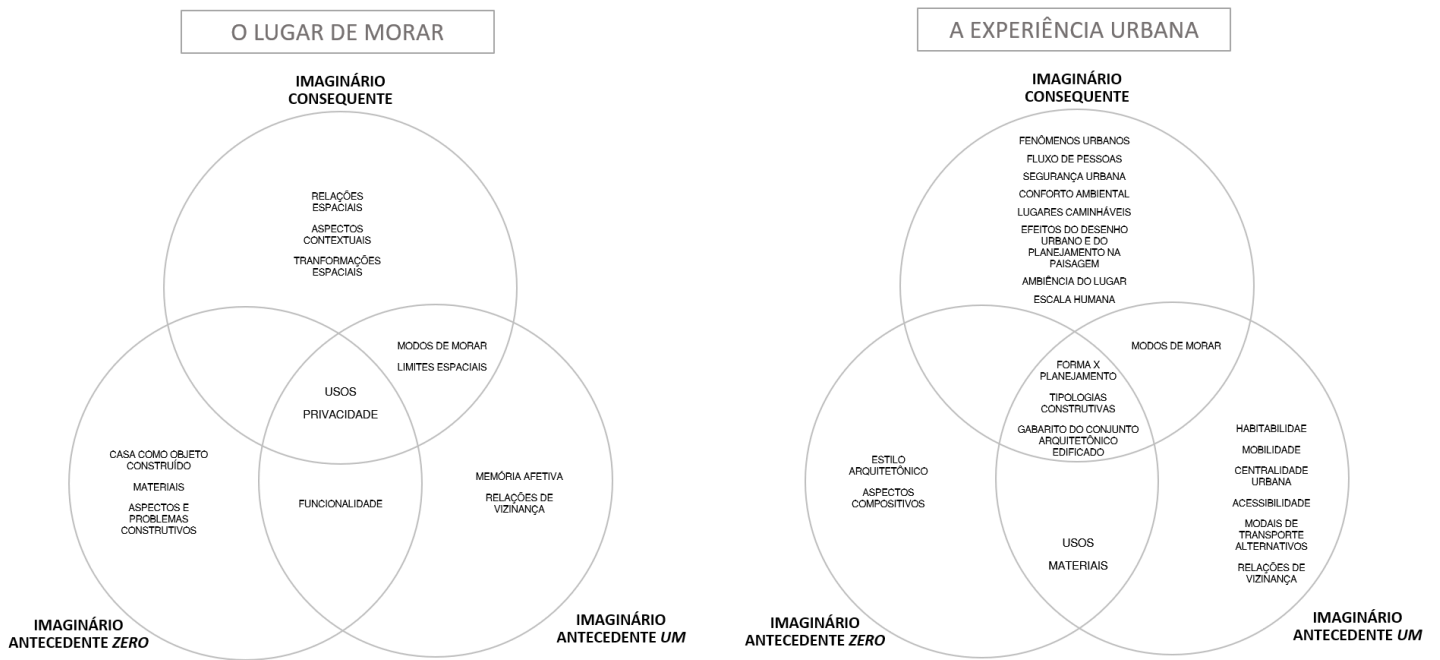 O LUGAR DE MORAR
IMAGINÁRIO
CONSEQUENTE
RELAÇÕES
ESPACIAIS
ASPECTOS
CONTEXTUAIS
TRANFORMAÇÕES
ESPACIAIS
MODOS DE MORAR
LIMITES ESPACIAIS
USOS
PRIVACIDADE
CASA COMO OBJETO
CONSTRUÍDO
MATERIAIS
ASPECTOS E
PROBLEMAS
CONSTRUTIVOS
FUNCIONALIDADE
MEMÓRIA AFETIVA
RELAÇÕES DE
VIZINANÇA
IMAGINÁRIO
ANTECEDENTE ZERO
IMAGINÁRIO
ANTECEDENTE UM
A EXPERIÊNCIA URBANA
IMAGINÁRIO
CONSEQUENTE
FENÔMENOS URBANOS
FLUXO DE PESSOAS
SEGURANÇA URBANA
CONFORTO AMBIENTAL
LUGARES CAMINHÁVEIS
EFEITOS DO DESENHO
URBANO E DO
PLANEJAMENTO NA
PAISAGEM
AMBIÊNCIA DO LUGAR
ESCALA HUMANA
MODOS DE MORAR
FORMA X
PLANEJAMENTO
TIPOLOGIAS
CONSTRUTIVAS
GABARITO DO CONJUNTO
ARQUITETÔNICO
EDIFICADO
ESTILO
ARQUITETÔNICO
ASPECTOS
COMPOSITIVOS
USOS
MATERIAIS
HABITABILIDAE
MOBILIDADE
CENTRALIDADE
URBANA
ACESSIBILIDADE
MODAIS DE
TRANSPORTE
ALTERNATIVOS
RELAÇÕES DE
VIZINANÇA
IMAGINÁRIO
ANTECEDENTE ZERO
IMAGINÁRIO
ANTECEDENTE UM